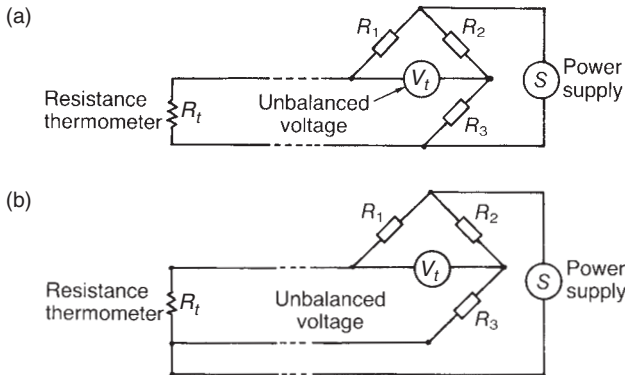 (a)
R1
R2
Resistance
thermometer
Rt
Unbalanced
voltage
Vt
R3
S
Power
supply
(b)
R1
R2
Resistance
thermometer
Rt
Unbalanced
voltage
Vt
R3
S
Power
supply